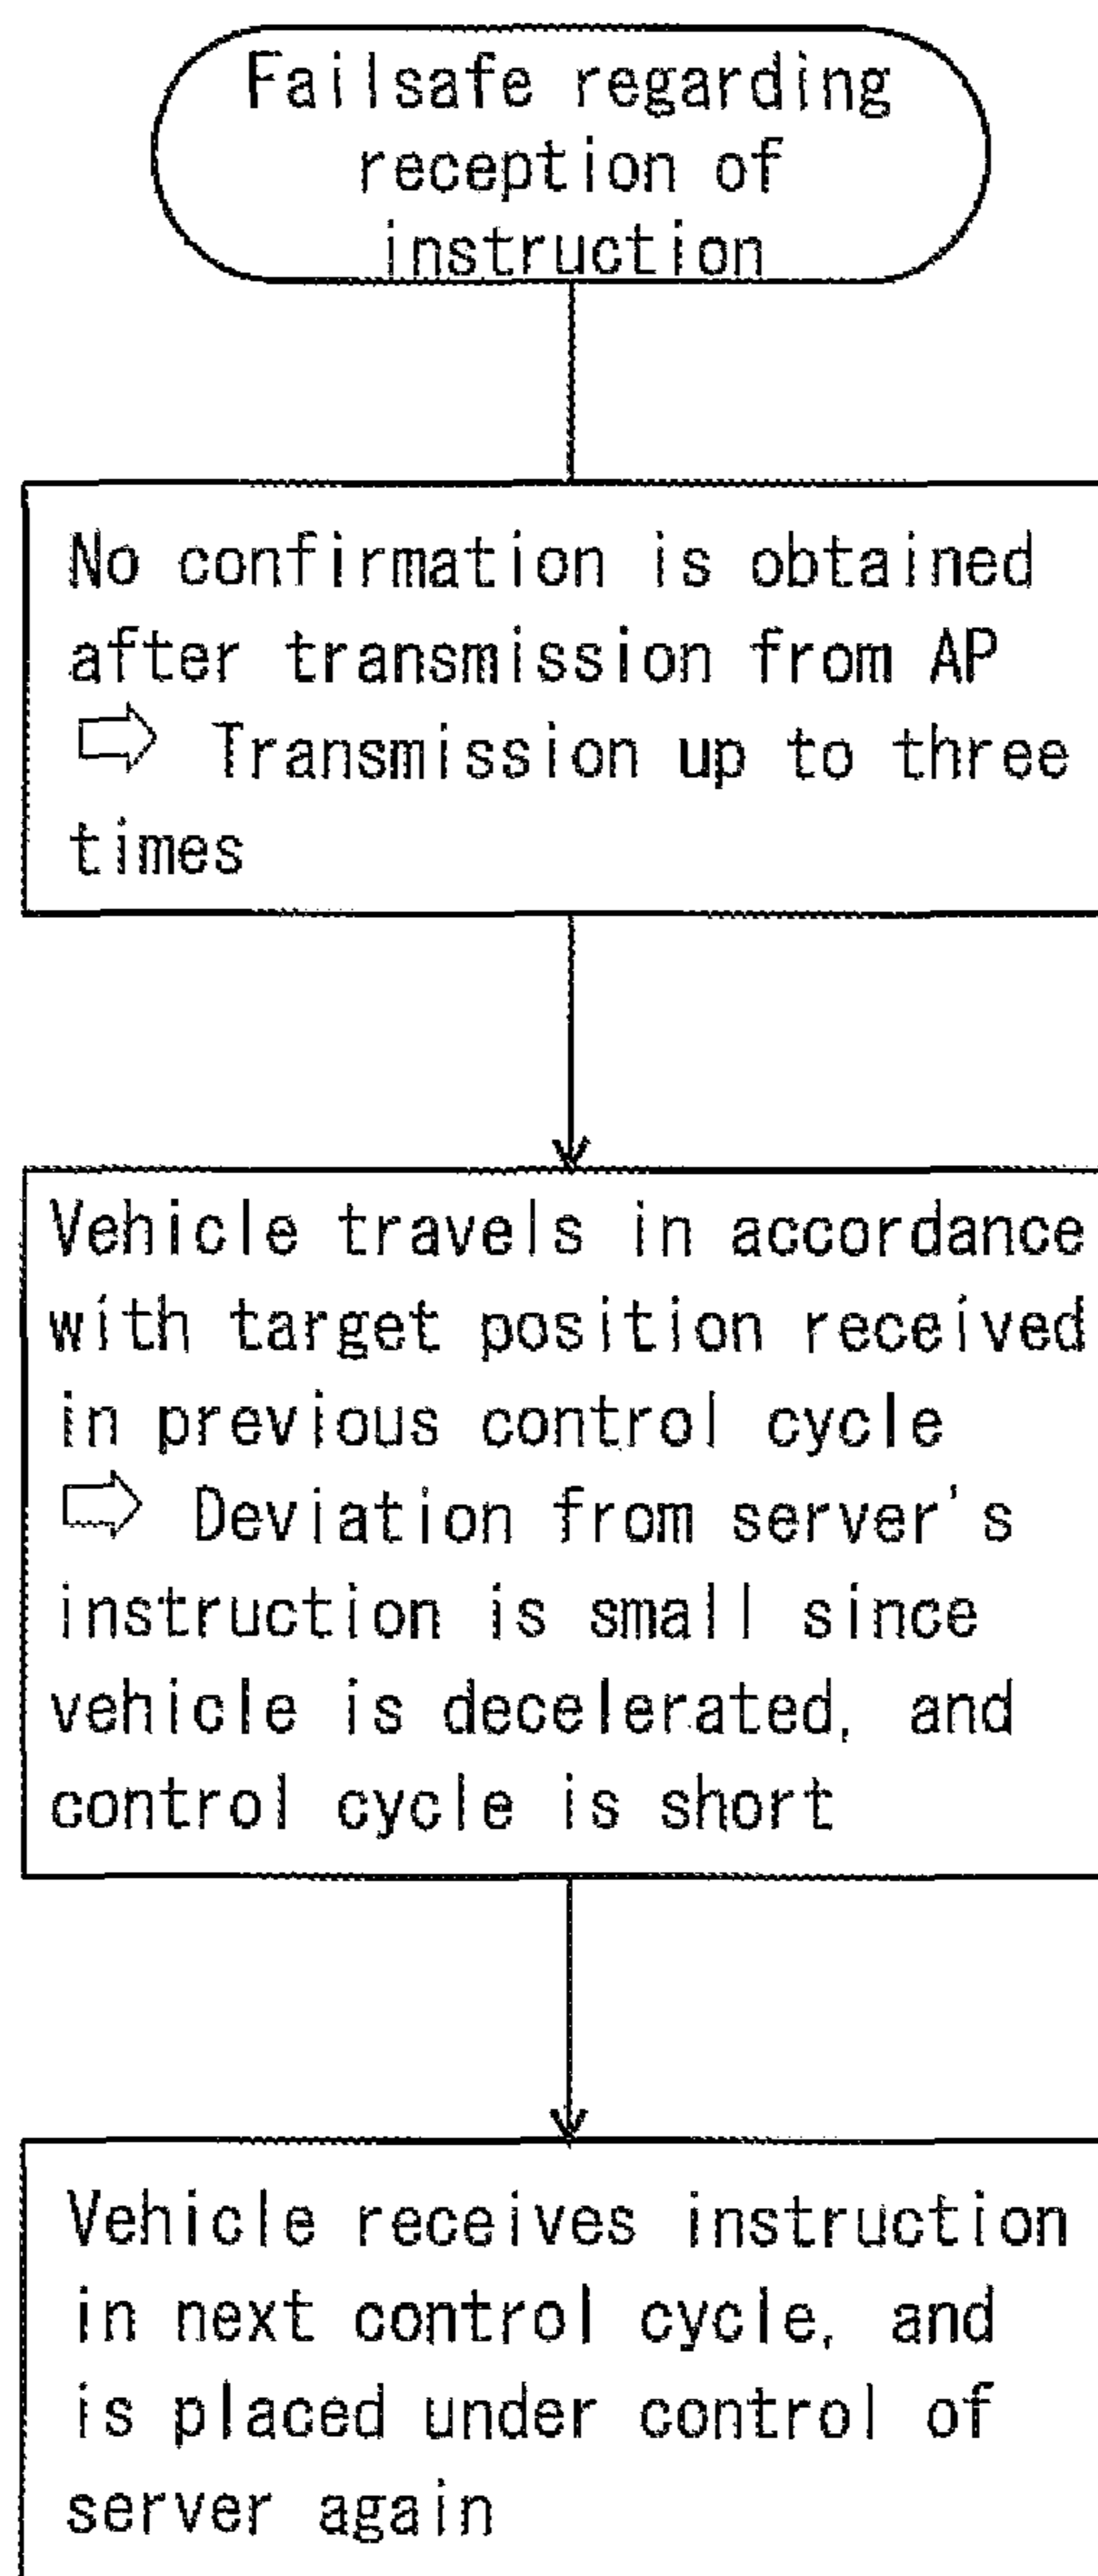 Failsafe regarding
reception of
instruction
No confirmation is obtained
after transmission from AP
⇨ Transmission up to three
times
Vehicle travels in accordance
with target position received
in previous control cycle
⇨ Deviation from server's
instruction is small since
vehicle is decelerated, and
control cycle is short
Vehicle receives instruction
in next control cycle, and
is placed under control of
server again